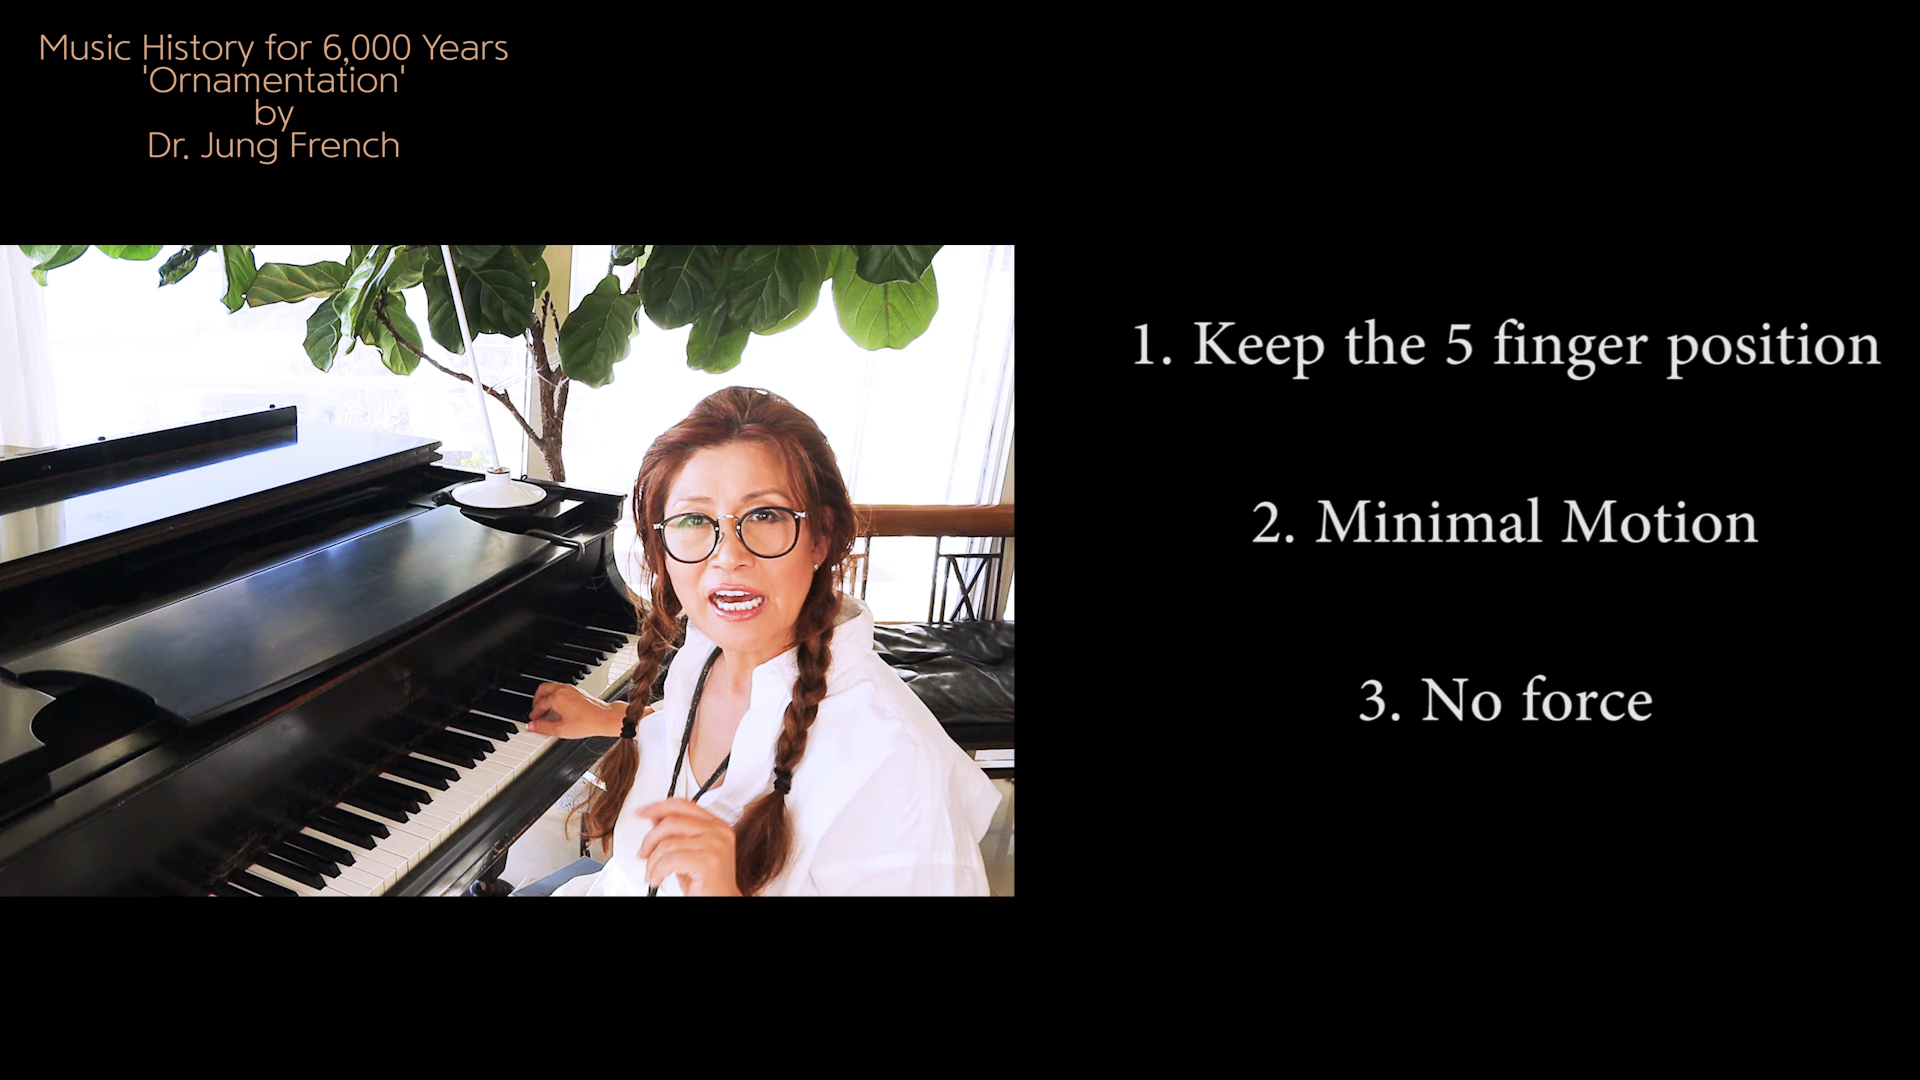 Music History for 6,000 Years
'Ornamentation'
by
Dr. Jung French
1. Keep the 5 finger position
2. Minimal Motion
3. No force